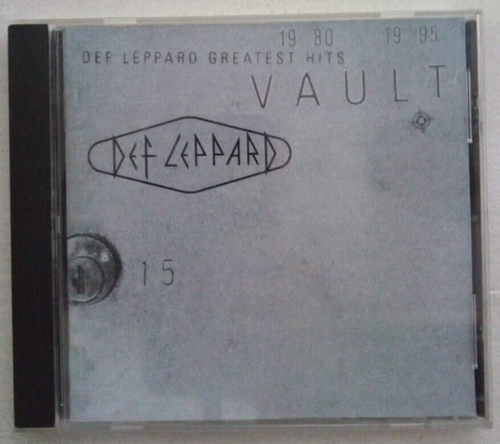 19 80 19 95
DEF LEPPARD GREATEST HITS
VAULT
DEF LEPPARD
15